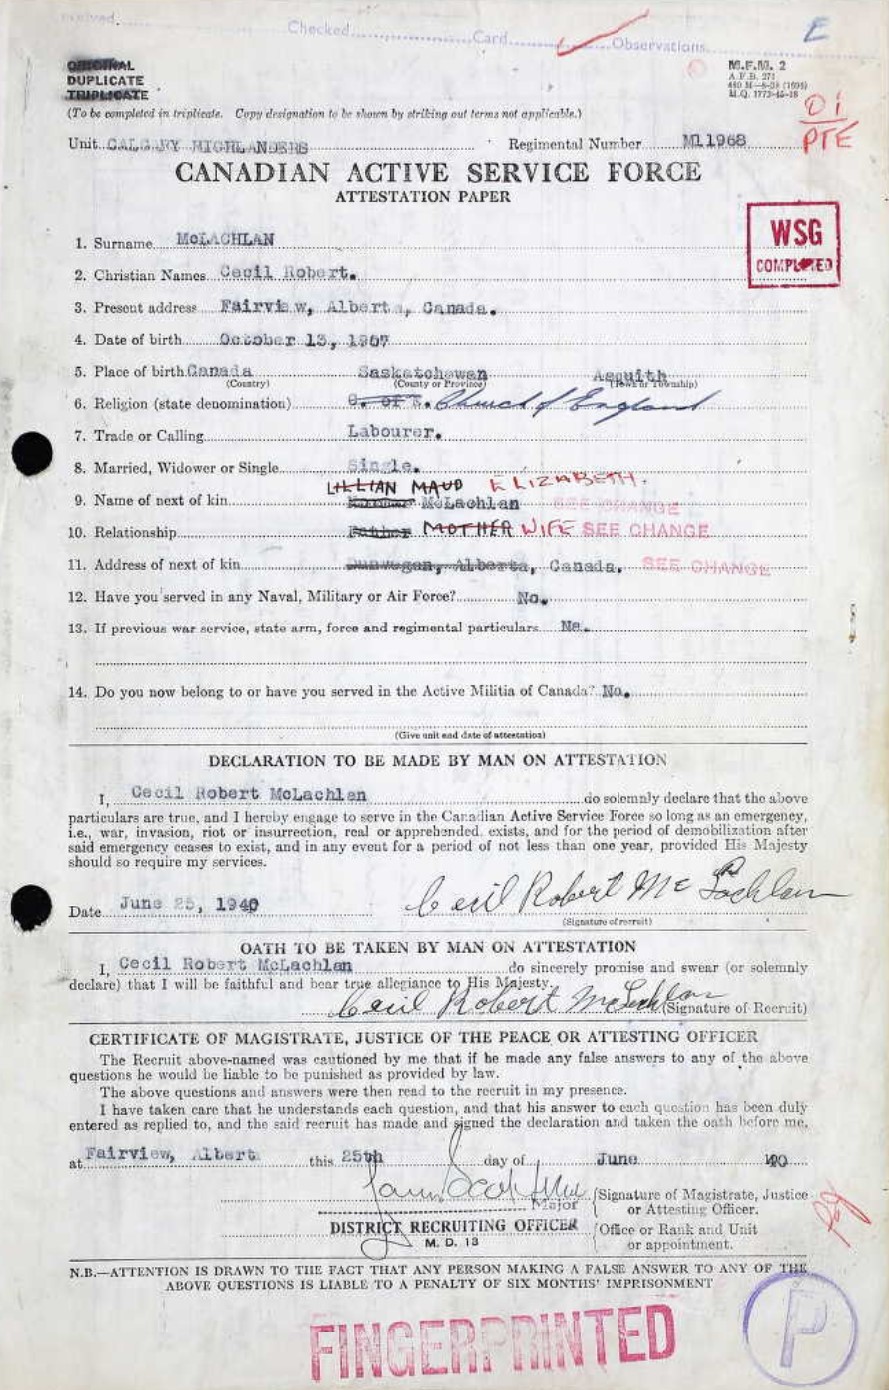 Checked Card Observations E
ORIGINAL M.F.M. 2
DUPLICATE A.F.B. 271
TRIPLICATE
M.Q. 1772-45-18
(To be completed in triplicate. Copy designation to be shown by striking out terms not applicable.) Di
Unit CALGARY HIGHLANDERS Regimental Number M11968 PTE
CANADIAN ACTIVE SERVICE FORCE
ATTESTATION PAPER
WSG
COMPLETED
1. Surname McLACHLAN
2. Christian Names Cecil Robert.
3. Present address Fairview, Alberta, Canada.
4. Date of birth October 13, 1907
5. Place of birth Canada Saskatchewan Asquith
(Country) (County or Province) (Town or Township)
6. Religion (state denomination) C. of E. Church of England
7. Trade or Calling Labourer.
8. Married, Widower or Single Single.
LILLIAN MAUD ELIZABETH.
9. Name of next of kin McLachlan SEE CHANGE
10. Relationship Father MOTHER WIFE SEE CHANGE
11. Address of next of kin Dunvegan, Alberta, Canada. SEE CHANGE
12. Have you served in any Naval, Military or Air Force? No.
13. If previous war service, state arm, force and regimental particulars No.
14. Do you now belong to or have you served in the Active Militia of Canada? No.
(Give unit and date of attestation)
DECLARATION TO BE MADE BY MAN ON ATTESTATION
I, Cecil Robert McLachlan do solemnly declare that the above
particulars are true, and I hereby engage to serve in the Canadian Active Service Force so long as an emergency,
i.e., war, invasion, riot or insurrection, real or apprehended, exists, and for the period of demobilization after
said emergency ceases to exist, and in any event for a period of not less than one year, provided His Majesty
should so require my services.
Date June 25, 1940 Cecil Robert McLachlan
(Signature of recruit)
OATH TO BE TAKEN BY MAN ON ATTESTATION
I, Cecil Robert McLachlan do sincerely promise and swear (or solemnly
declare) that I will be faithful and bear true allegiance to His Majesty.
Cecil Robert McLachlan (Signature of Recruit)
CERTIFICATE OF MAGISTRATE, JUSTICE OF THE PEACE OR ATTESTING OFFICER
The Recruit above-named was cautioned by me that if he made any false answers to any of the above
questions he would be liable to be punished as provided by law.
The above questions and answers were then read to the recruit in my presence.
I have taken care that he understands each question, and that his answer to each question has been duly
entered as replied to, and the said recruit has made and signed the declaration and taken the oath before me,
at Fairview, Alberta this 25th day of June 40
(Signature of Magistrate, Justice
Major or Attesting Officer.
DISTRICT RECRUITING OFFICER (Office or Rank and Unit
M. D. 13 or appointment.
N.B.—ATTENTION IS DRAWN TO THE FACT THAT ANY PERSON MAKING A FALSE ANSWER TO ANY OF THE
ABOVE QUESTIONS IS LIABLE TO A PENALTY OF SIX MONTHS' IMPRISONMENT
FINGERPRINTED P